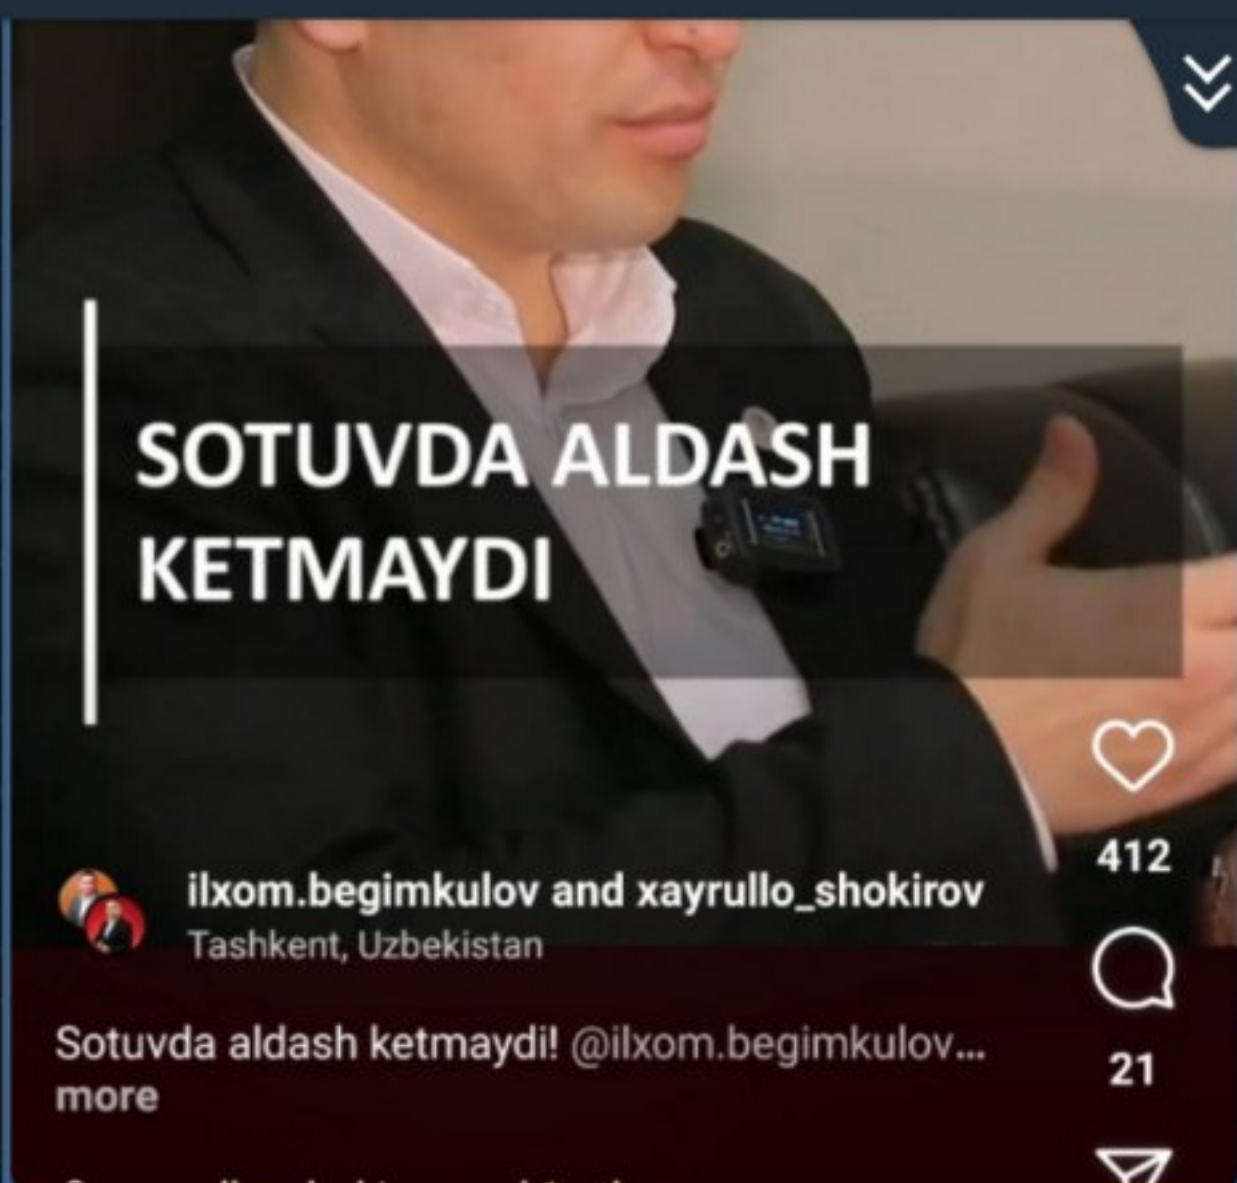 SOTUVDA ALDASH
KETMAYDI
412
ilxom.begimkulov and xayrullo_shokirov
Tashkent, Uzbekistan
Sotuvda aldash ketmaydi! @ilxom.begimkulov...
more
21